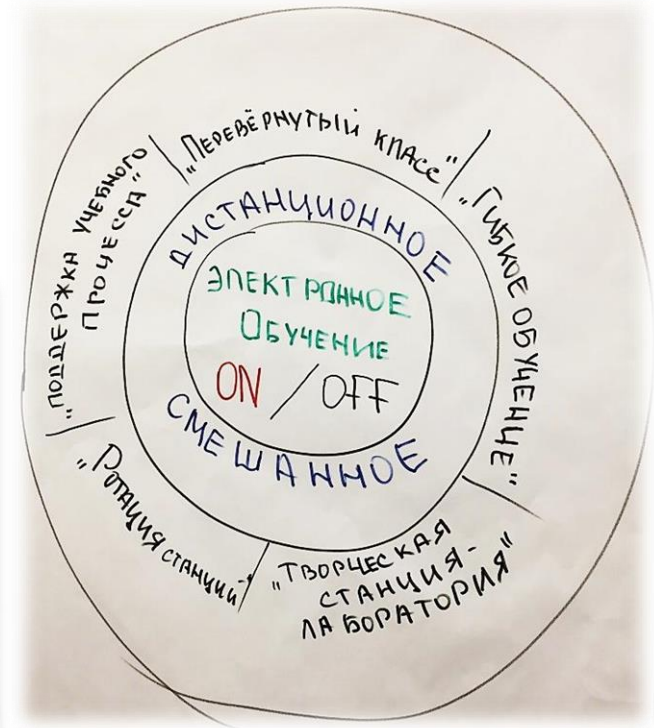 ЭЛЕКТРОННОЕ
ОБУЧЕНИЕ
ON / OFF
ДИСТАНЦИОННОЕ
СМЕШАННОЕ
"ПЕРЕВЁРНУТЫЙ КЛАСС"
"ГИБКОЕ ОБУЧЕНИЕ"
"ТВОРЧЕСКАЯ
СТАНЦИЯ-
ЛАБОРАТОРИЯ"
"РОТАЦИЯ СТАНЦИЙ"
"ПОДДЕРЖКА УЧЕБНОГО
ПРОЦЕССА"